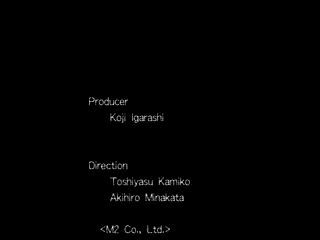 Producer
Koji Igarashi
Direction
Toshiyasu Kamiko
Akihiro Minakata
<M2 Co., Ltd.>